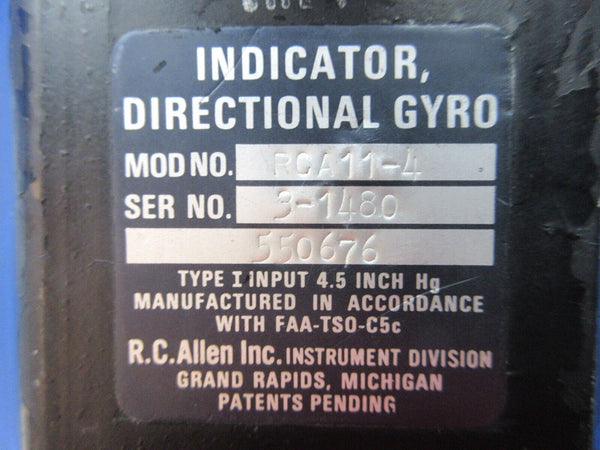 INDICATOR,
DIRECTIONAL GYRO
MOD NO. RCA11-4
SER NO. 3-1480
550676
TYPE I INPUT 4.5 INCH Hg
MANUFACTURED IN ACCORDANCE
WITH FAA-TSO-C5c
R.C.Allen Inc. INSTRUMENT DIVISION
GRAND RAPIDS, MICHIGAN
PATENTS PENDING